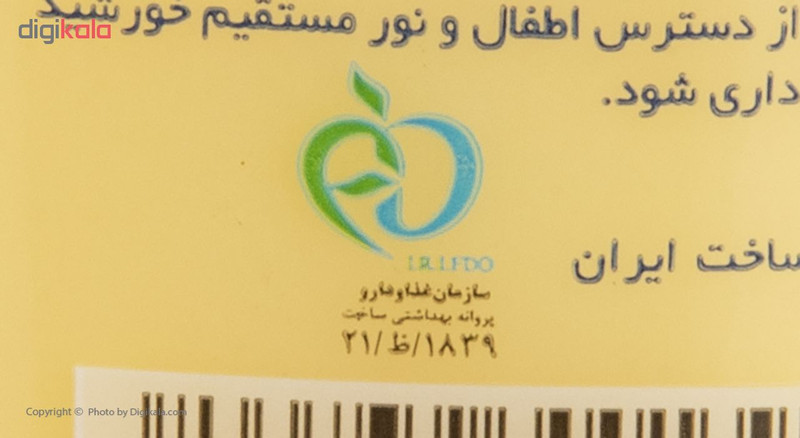 digikala
از دسترس اطفال و نور مستقیم خورشید
داری شود.
ساخت ایران
I.R.I.FDO
سازمان غذا و دارو
پروانه بهداشتی ساخت
۲۱/ظ/۱۸۳۹
Copyright © Photo by Digikala.com